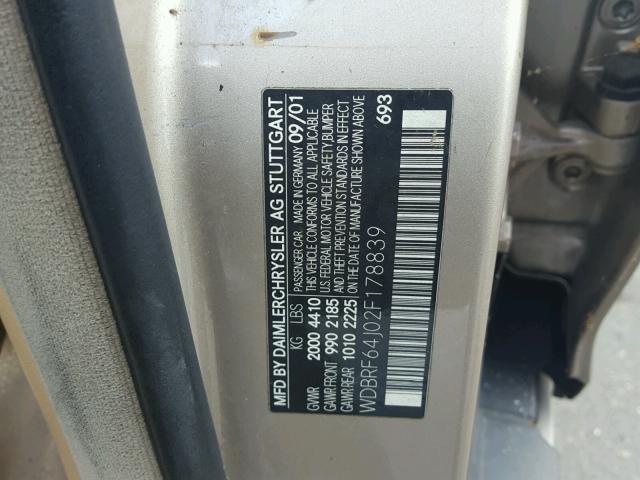 MFD BY DAIMLERCHRYSLER AG STUTTGART
KG LBS PASSENGER CAR MADE IN GERMANY 09/01
GVWR 2000 4410 THIS VEHICLE CONFORMS TO ALL APPLICABLE
GAWR FRONT 990 2185 U.S. FEDERAL MOTOR VEHICLE SAFETY, BUMPER
GAWR REAR 1010 2225 AND THEFT PREVENTION STANDARDS IN EFFECT
ON THE DATE OF MANUFACTURE SHOWN ABOVE
WDBRF64J02F178839 693